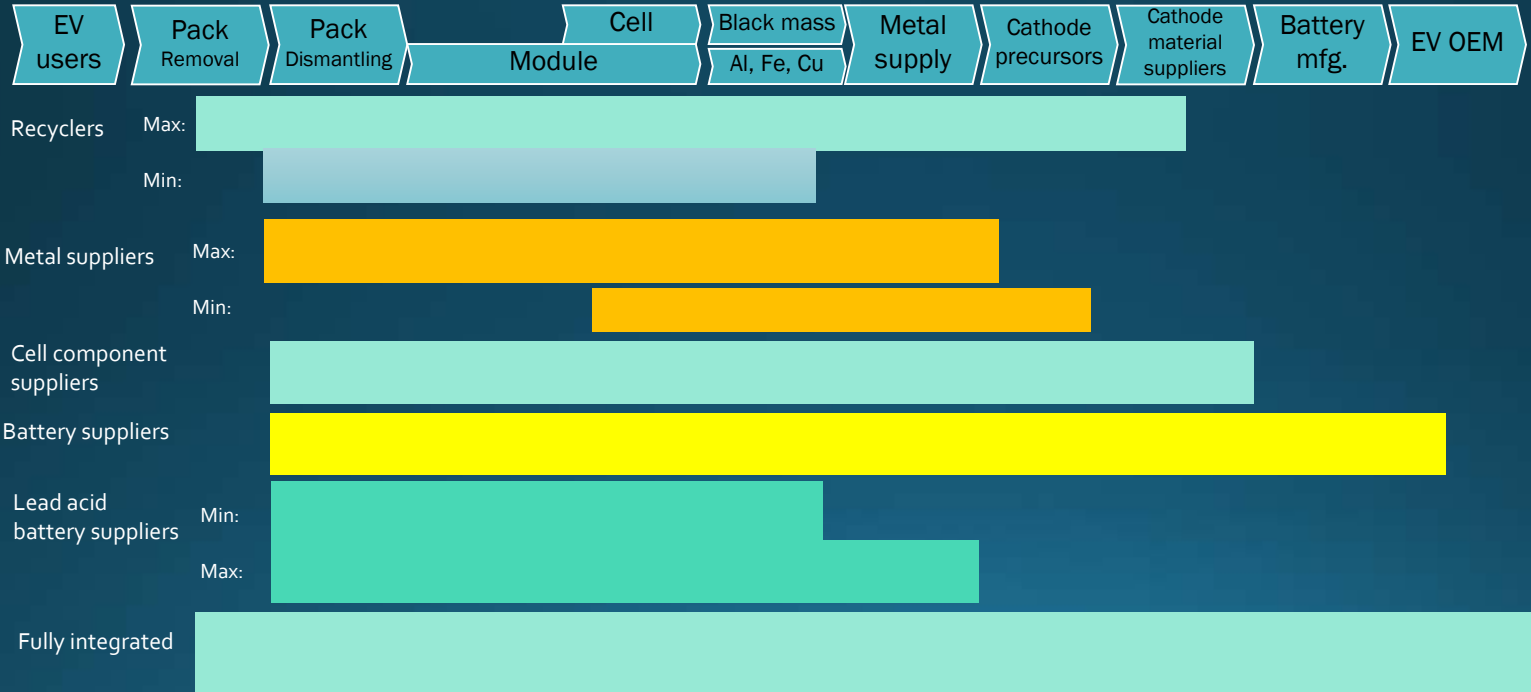 EV
users
Pack
Removal
Pack
Dismantling
Cell
Module
Black mass
Al, Fe, Cu
Metal
supply
Cathode
precursors
Cathode
material
suppliers
Battery
mfg.
EV OEM
Recyclers
Max:
Min:
Metal suppliers
Max:
Min:
Cell component
suppliers
Battery suppliers
Lead acid
battery suppliers
Min:
Max:
Fully integrated